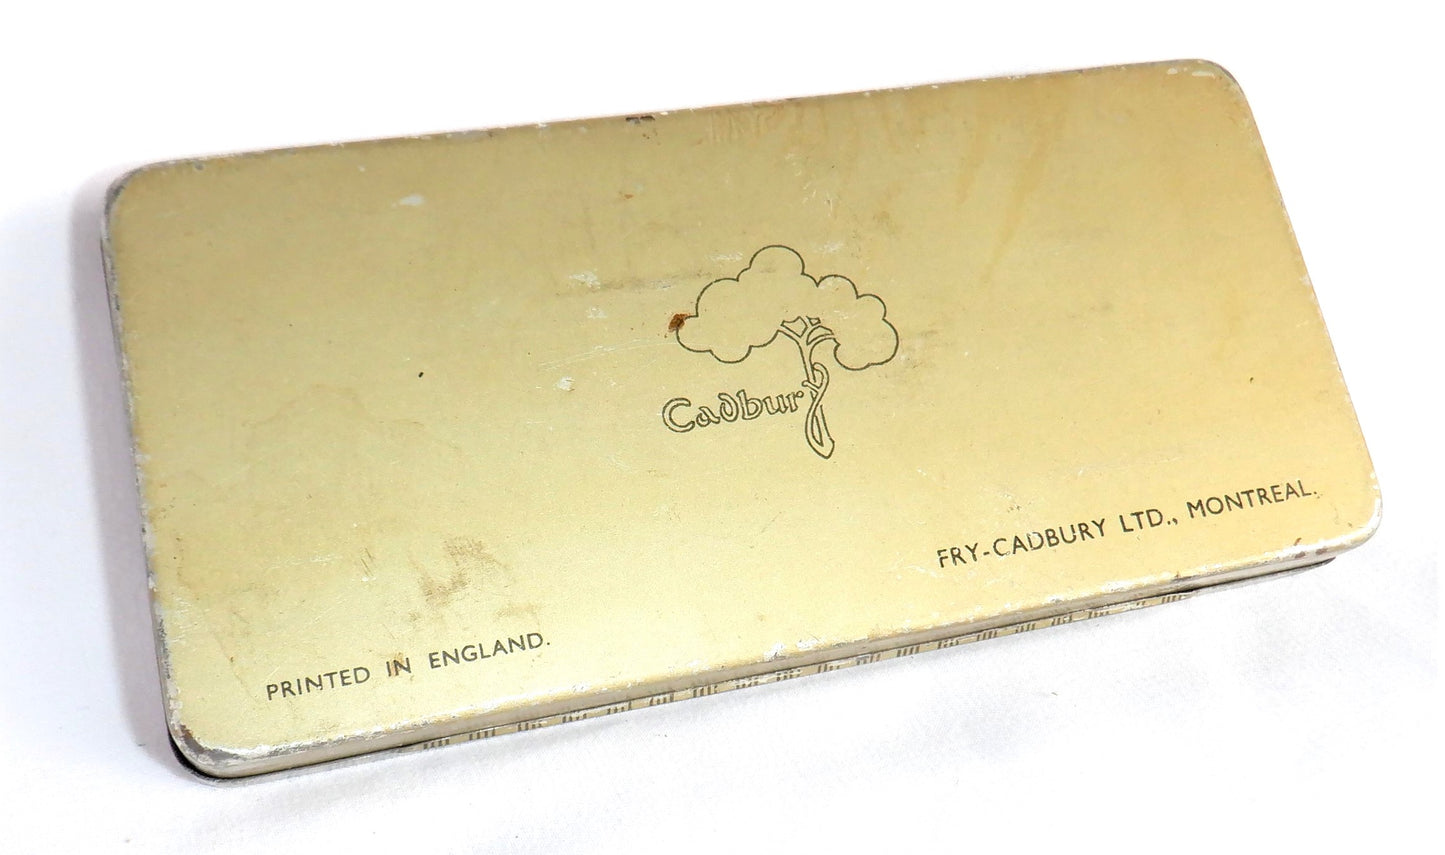 Cadbury
FRY-CADBURY LTD., MONTREAL.
PRINTED IN ENGLAND.